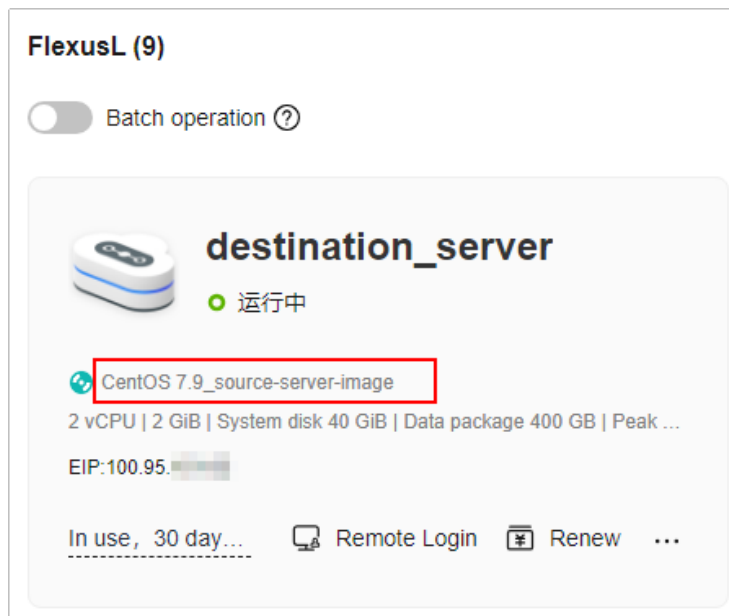 FlexusL (9)
Batch operation ?
destination_server
运行中
CentOS 7.9_source-server-image
2 vCPU | 2 GiB | System disk 40 GiB | Data package 400 GB | Peak ...
EIP:100.95.
In use，30 day... Remote Login ¥ Renew ...